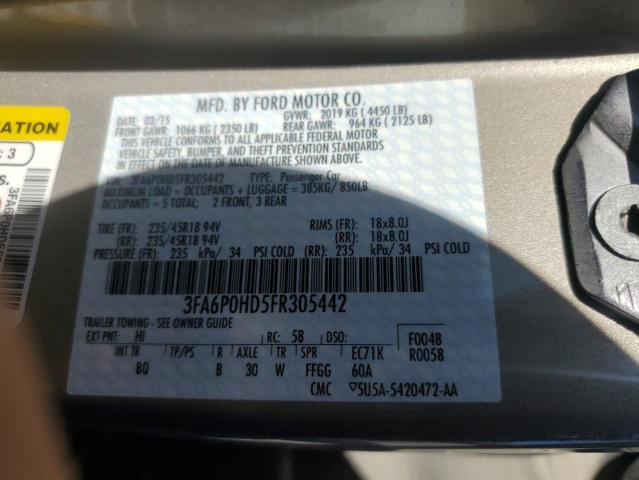 MFD. BY FORD MOTOR CO.
DATE: 03/15 GVWR: 2019 KG ( 4450 LB)
FRONT GAWR: 1066 KG ( 2350 LB) REAR GAWR: 964 KG ( 2125 LB)
THIS VEHICLE CONFORMS TO ALL APPLICABLE FEDERAL MOTOR
VEHICLE SAFETY, BUMPER, AND THEFT PREVENTION STANDARDS IN
EFFECT ON THE DATE OF MANUFACTURE SHOWN ABOVE.
VIN: 3FA6P0HD5FR305442 TYPE: Passenger Car
MAXIMUM LOAD = OCCUPANTS + LUGGAGE = 385KG/ 850LB
OCCUPANTS = 5 TOTAL; 2 FRONT, 3 REAR
TIRE (FR): 235/45R18 94V RIMS (FR): 18x8.0J
(RR): 235/45R18 94V (RR): 18x8.0J
PRESSURE (FR): 235 kPa/ 34 PSI COLD (RR): 235 kPa/ 34 PSI COLD
3FA6P0HD5FR305442
TRAILER TOWING - SEE OWNER GUIDE
EXT PNT: HI RC: 58 DSO: F0048
INT TR TP/PS R AXLE TR SPR EC71K R0058
BQ B 30 W FFGG 60A
CMC ▽5U5A-5420472-AA
: 3